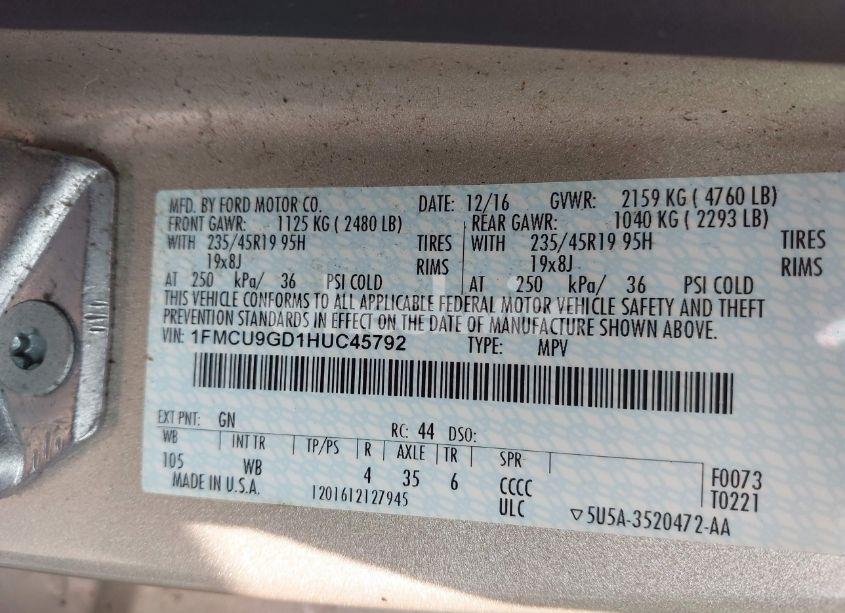 MFD. BY FORD MOTOR CO. DATE: 12/16 GVWR: 2159 KG ( 4760 LB)
FRONT GAWR: 1125 KG ( 2480 LB) REAR GAWR: 1040 KG ( 2293 LB)
WITH 235/45R19 95H TIRES WITH 235/45R19 95H TIRES
19x8J RIMS 19x8J RIMS
AT 250 kPa/ 36 PSI COLD AT 250 kPa/ 36 PSI COLD
THIS VEHICLE CONFORMS TO ALL APPLICABLE FEDERAL MOTOR VEHICLE SAFETY AND THEFT
PREVENTION STANDARDS IN EFFECT ON THE DATE OF MANUFACTURE SHOWN ABOVE.
VIN: 1FMCU9GD1HUC45792 TYPE: MPV
EXT PNT: GN RC: 44 DSO:
WB INT TR TP/PS R AXLE TR SPR
105 WB 4 35 6 CCCC F0073
MADE IN U.S.A. 1201612127945 ULC T0221
▽5U5A-3520472-AA